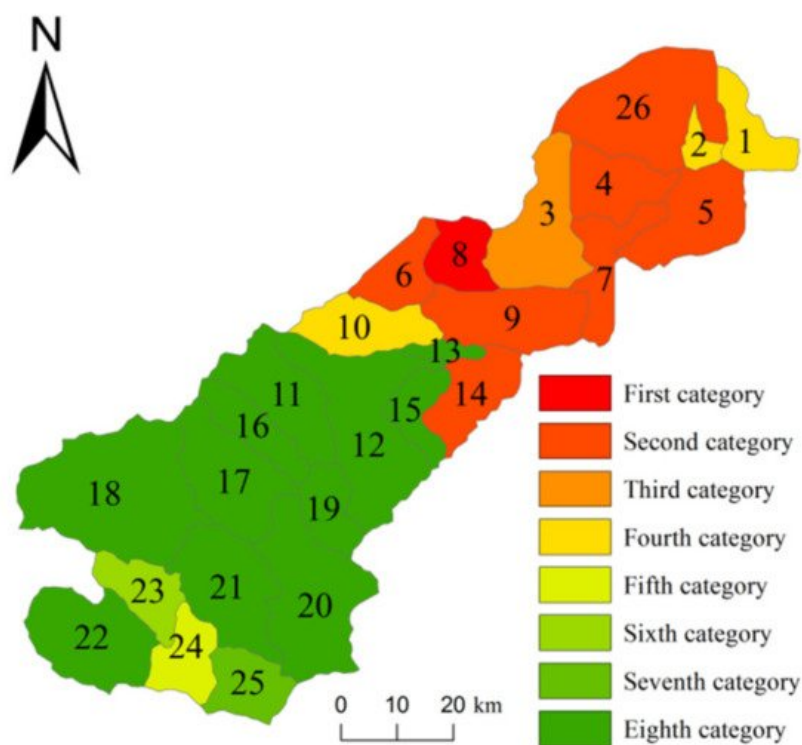 N
26
2
1
4
3
5
8
6
7
9
10
13
14
11
15
16
12
17
18
19
21
23
20
22
24
25
First category
Second category
Third category
Fourth category
Fifth category
Sixth category
Seventh category
Eighth category
0 10 20 km